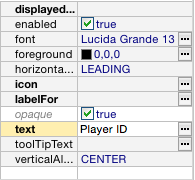 displayed...
enabled true
font Lucida Grande 13 ...
foreground 0,0,0 ...
horizonta... LEADING
icon ...
labelFor
opaque true
text Player ID ...
toolTipText ...
verticalAl... CENTER